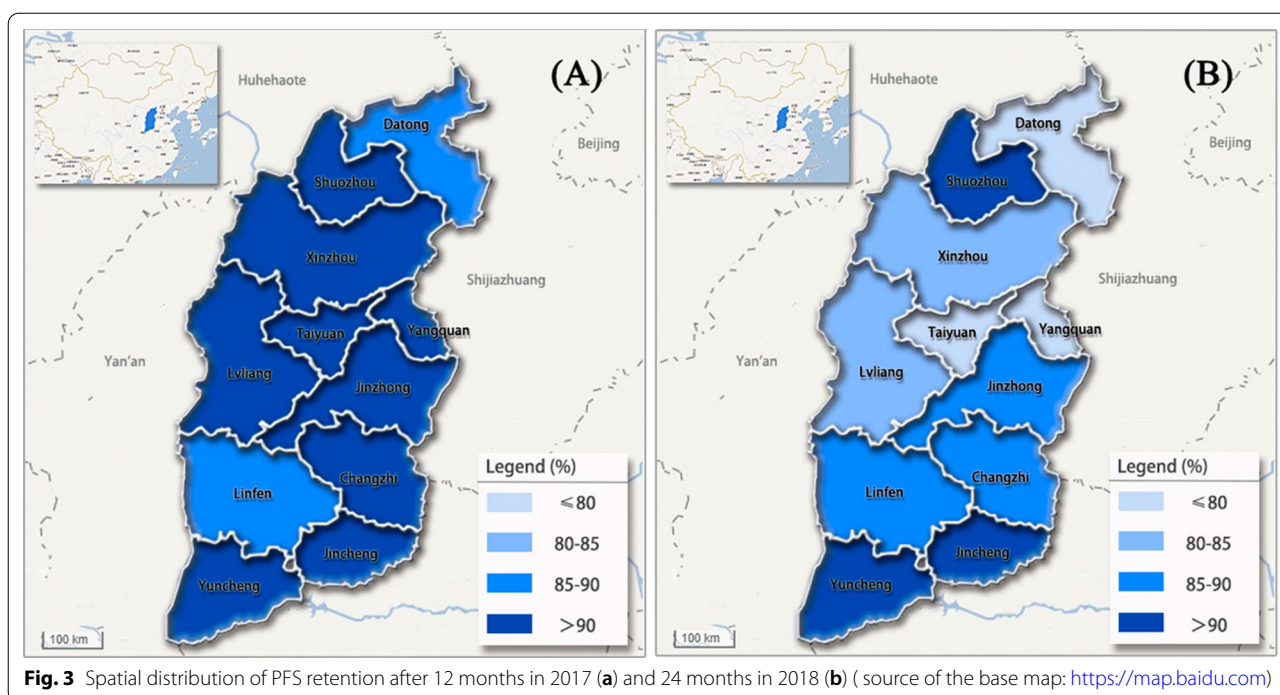 (A)
Huhehaote
Datong
Beijing
Shuozhou
Xinzhou
Shijiazhuang
Taiyuan
Yangquan
Yan'an
Lvliang
Jinzhong
Changzhi
Linfen
Jincheng
Yuncheng
Legend (%)
≤80
80-85
85-90
>90
100 km
(B)
Huhehaote
Datong
Beijing
Shuozhou
Xinzhou
Shijiazhuang
Taiyuan
Yangquan
Yan'an
Lvliang
Jinzhong
Changzhi
Linfen
Jincheng
Yuncheng
Legend (%)
≤80
80-85
85-90
>90
100 km
Fig. 3 Spatial distribution of PFS retention after 12 months in 2017 (a) and 24 months in 2018 (b) ( source of the base map: https://map.baidu.com)